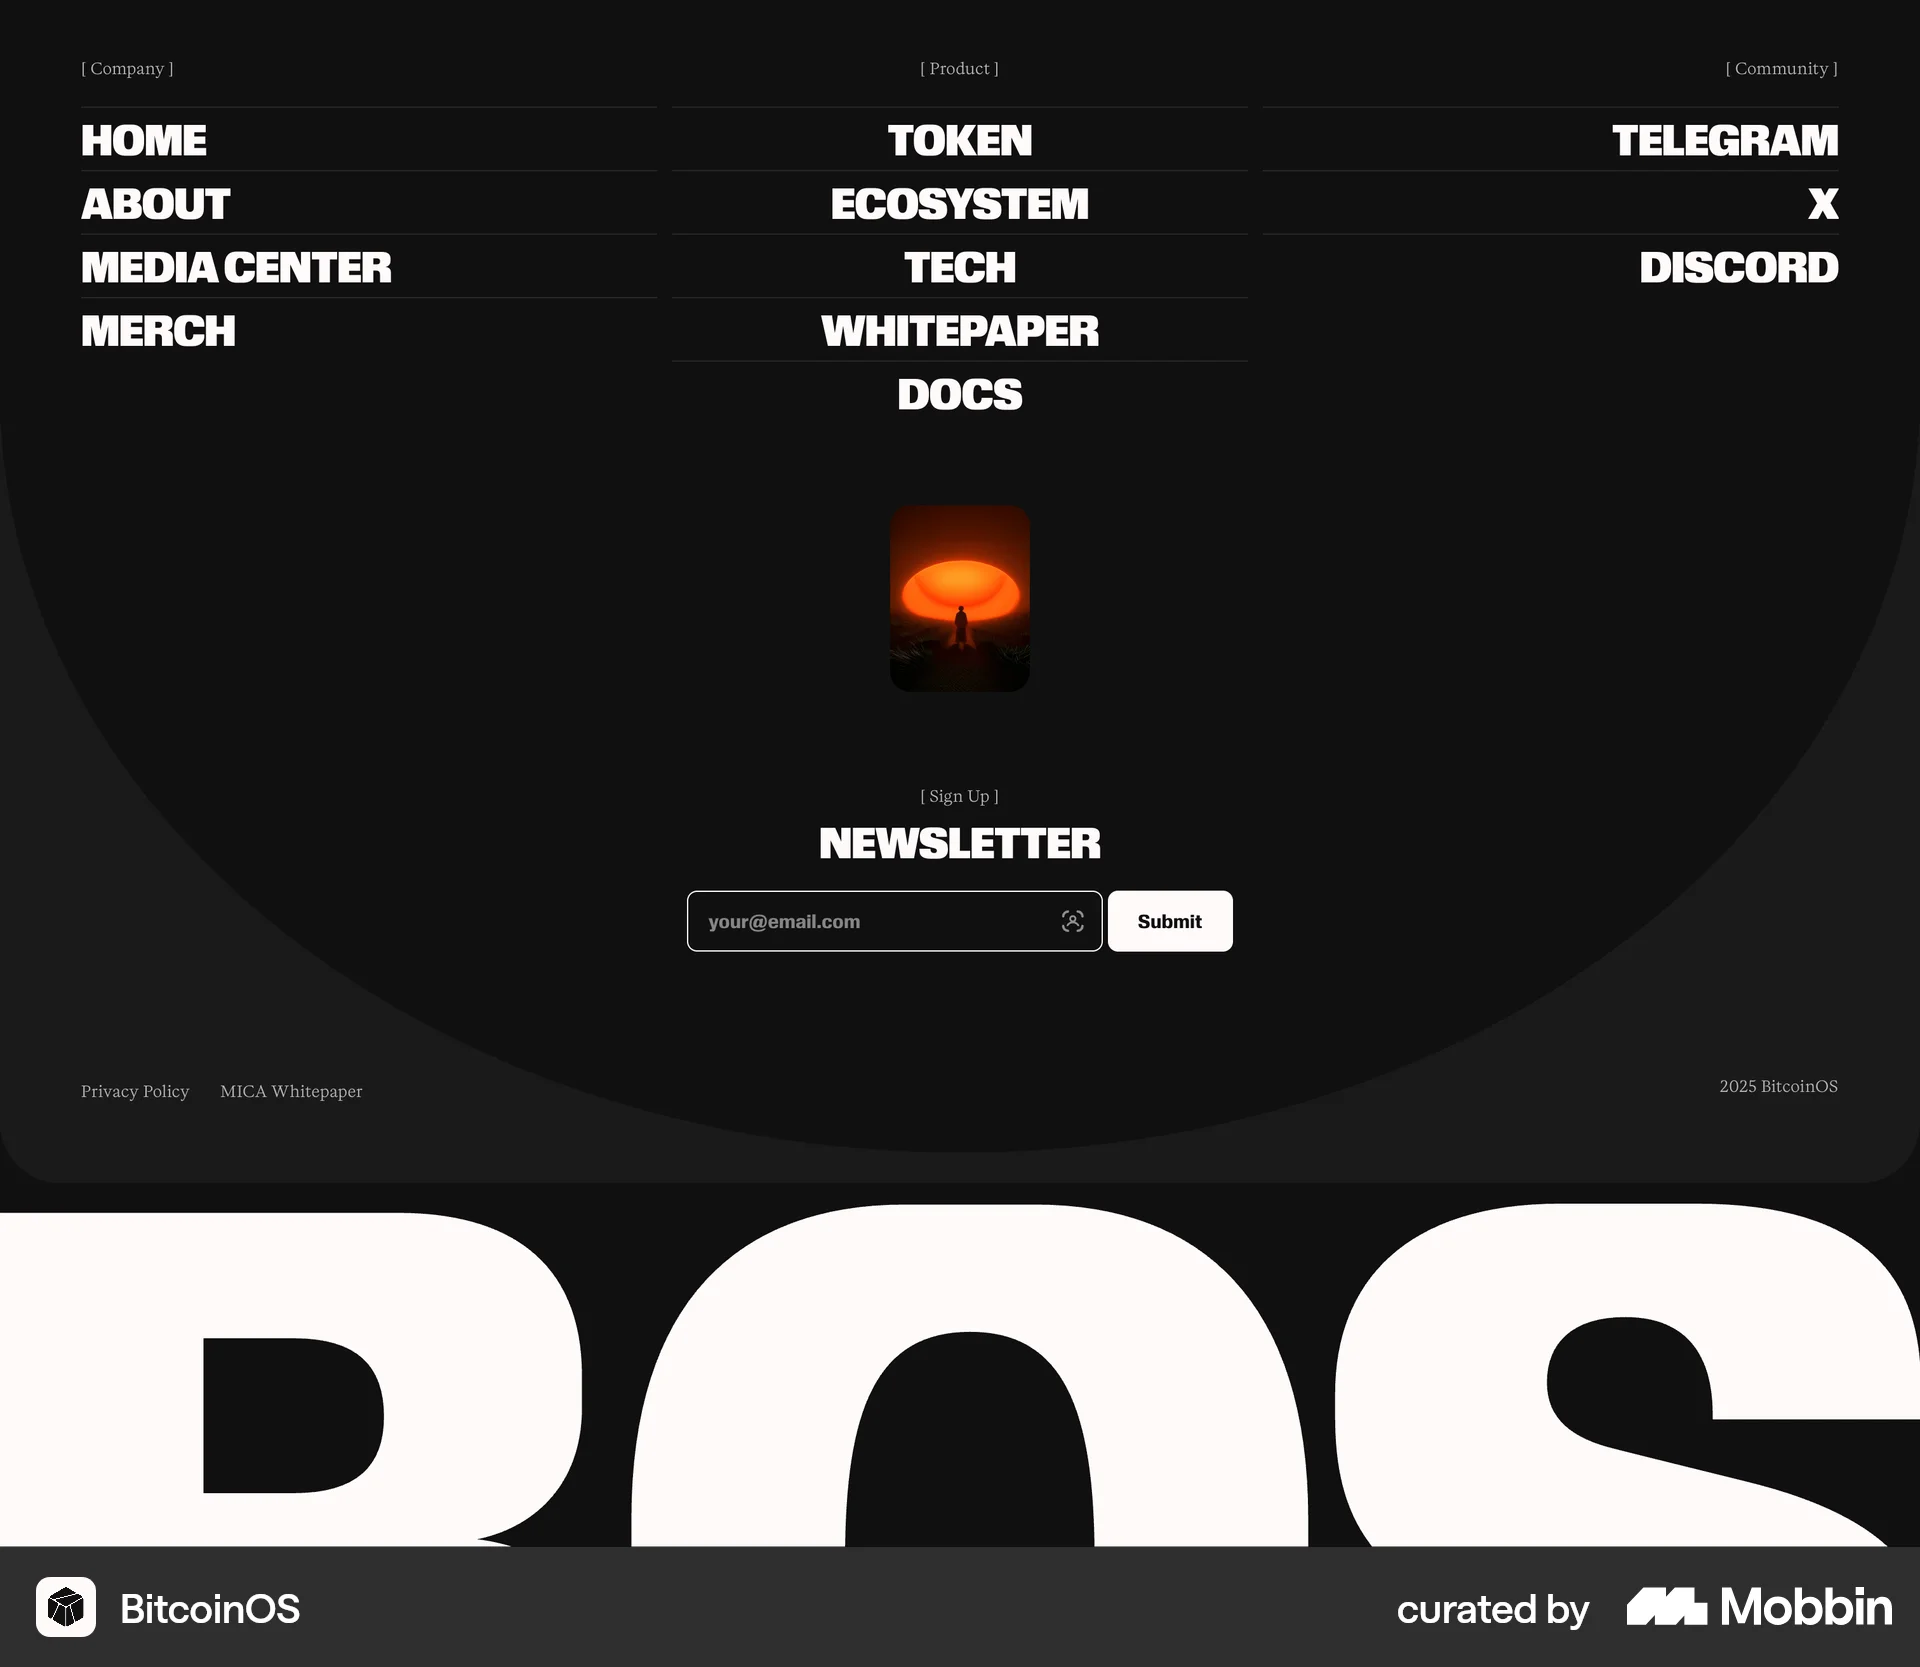 [ Company ]
HOME
ABOUT
MEDIA CENTER
MERCH
[ Product ]
TOKEN
ECOSYSTEM
TECH
WHITEPAPER
DOCS
[ Community ]
TELEGRAM
X
DISCORD
[ Sign Up ]
NEWSLETTER
your@email.com
Submit
Privacy Policy MICA Whitepaper
2025 BitcoinOS
BOS
BitcoinOS
curated by Mobbin